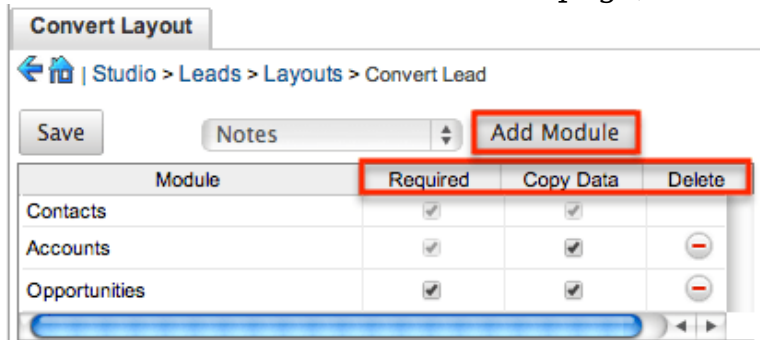 Convert Layout
| Studio > Leads > Layouts > Convert Lead
Save Notes Add Module
Module Required Copy Data Delete
Contacts
Accounts
Opportunities